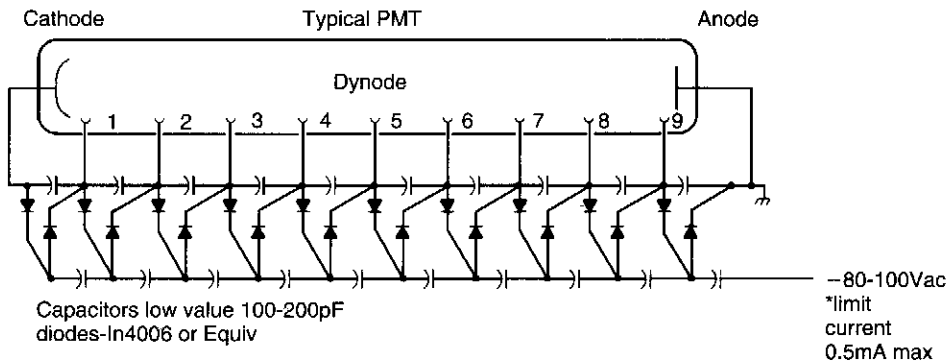 Cathode Typical PMT Anode
Dynode
1 2 3 4 5 6 7 8 9
Capacitors low value 100-200pF
diodes-In4006 or Equiv
−80-100Vac
*limit
current
0.5mA max